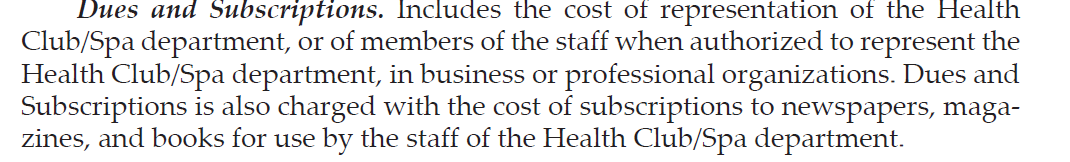 Dues and Subscriptions. Includes the cost of representation of the Health
Club/Spa department, or of members of the staff when authorized to represent the
Health Club/Spa department, in business or professional organizations. Dues and
Subscriptions is also charged with the cost of subscriptions to newspapers, maga-
zines, and books for use by the staff of the Health Club/Spa department.